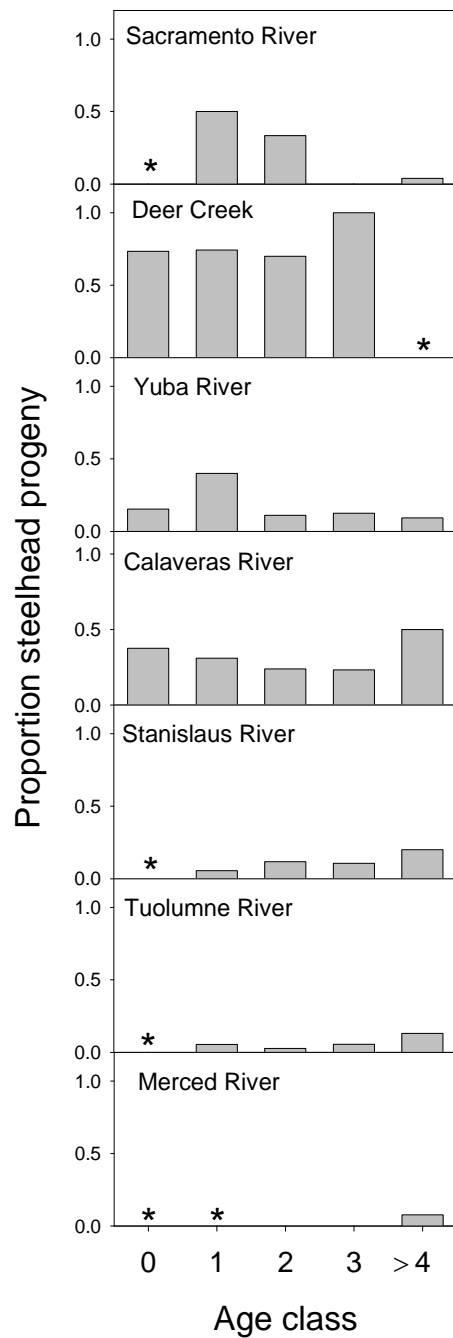 Proportion steelhead progeny
Sacramento River
1.0
0.5
*
0.0
Deer Creek
1.0
0.5
*
0.0
Yuba River
1.0
0.5
0.0
Calaveras River
1.0
0.5
0.0
Stanislaus River
1.0
0.5
*
0.0
Tuolumne River
1.0
0.5
*
0.0
Merced River
1.0
0.5
* *
0.0
0 1 2 3 >4
Age class